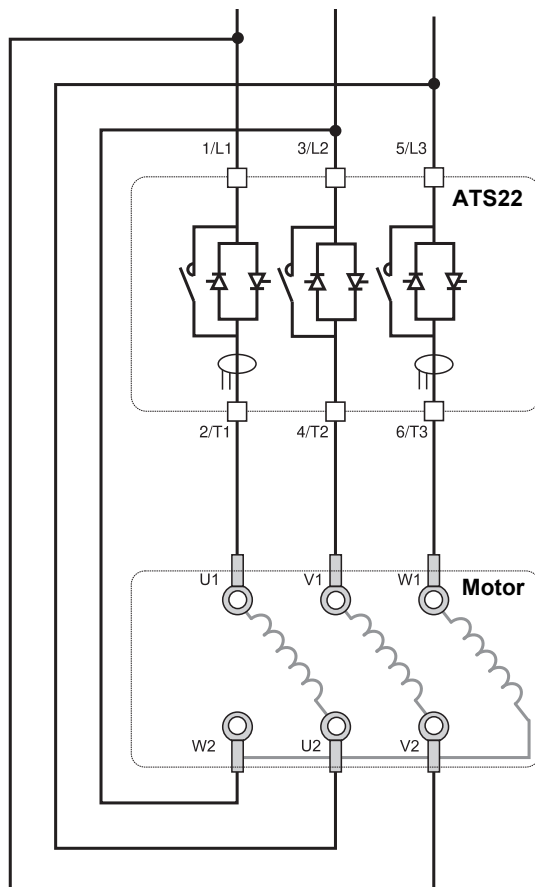 1/L1 3/L2 5/L3
ATS22
2/T1 4/T2 6/T3
U1 V1 W1 Motor
W2 U2 V2